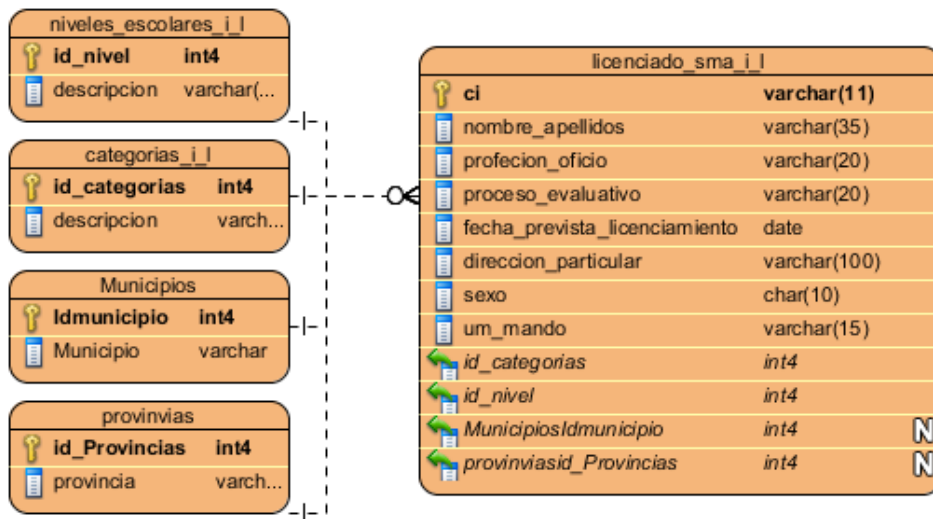 niveles_escolares_i_l
id_nivel int4
descripcion varchar(...
categorias_i_l
id_categorias int4
descripcion varch...
Municipios
Idmunicipio int4
Municipio varchar
provinvias
id_Provincias int4
provincia varch...
licenciado_sma_i_l
ci varchar(11)
nombre_apellidos varchar(35)
profecion_oficio varchar(20)
proceso_evaluativo varchar(20)
fecha_prevista_licenciamiento date
direccion_particular varchar(100)
sexo char(10)
um_mando varchar(15)
id_categorias int4
id_nivel int4
MunicipiosIdmunicipio int4 N
provinviasid_Provincias int4 N